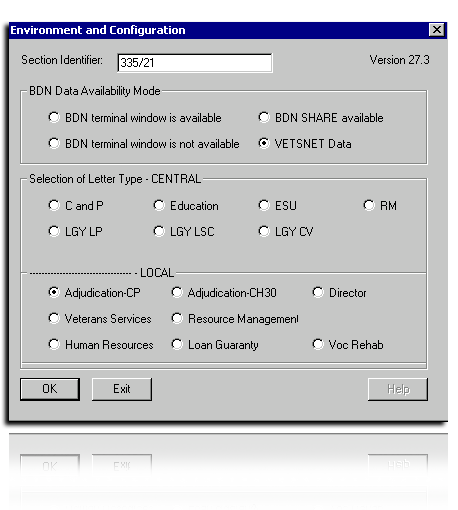 Environment and Configuration
Section Identifier: 335/21 Version 27.3
BDN Data Availability Mode
BDN terminal window is available BDN SHARE available
BDN terminal window is not available VETSNET Data
Selection of Letter Type - CENTRAL
C and P Education ESU RM
LGY LP LGY LSC LGY CV
--------------------------------- - LOCAL
Adjudication-CP Adjudication-CH30 Director
Veterans Services Resource Management
Human Resources Loan Guaranty Voc Rehab
OK Exit Help